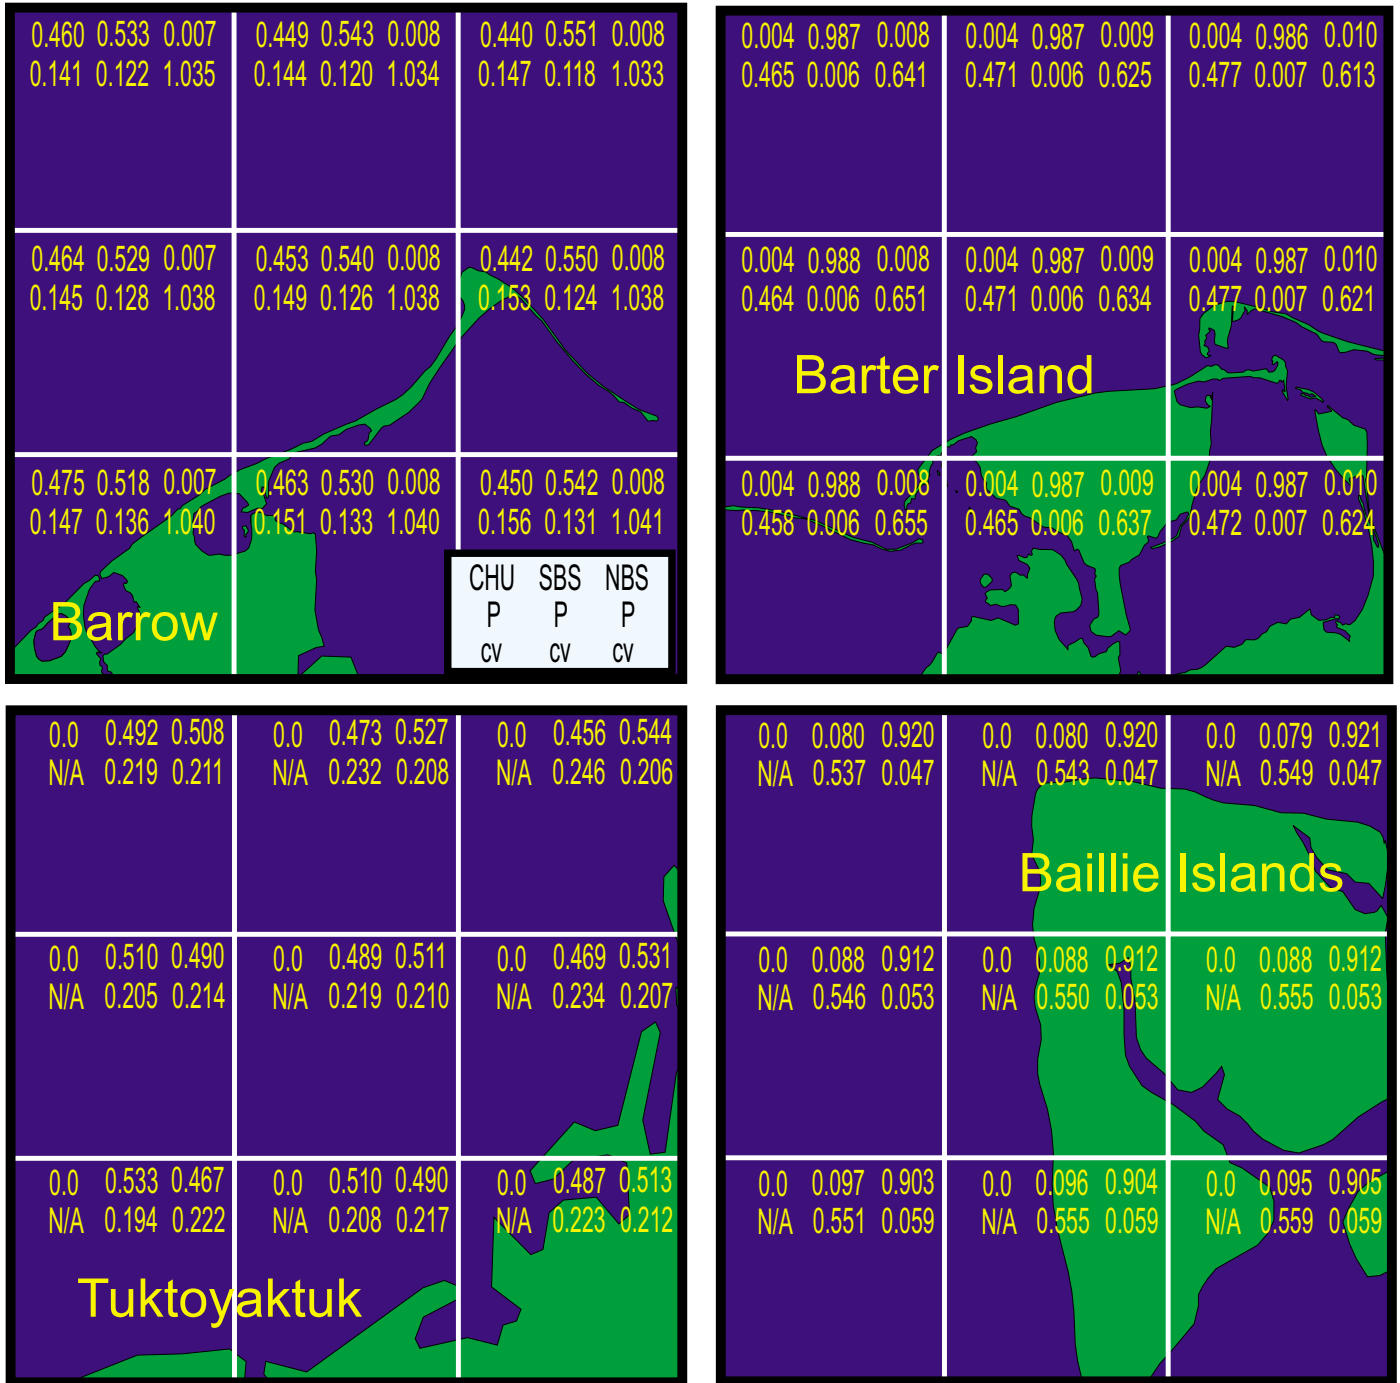 0.460 0.533 0.007 0.449 0.543 0.008 0.440 0.551 0.008
0.141 0.122 1.035 0.144 0.120 1.034 0.147 0.118 1.033
0.464 0.529 0.007 0.453 0.540 0.008 0.442 0.550 0.008
0.145 0.128 1.038 0.149 0.126 1.038 0.153 0.124 1.038
0.475 0.518 0.007 0.463 0.530 0.008 0.450 0.542 0.008
0.147 0.136 1.040 0.151 0.133 1.040 0.156 0.131 1.041
CHU SBS NBS
P P P
cv cv cv
Barrow
0.004 0.987 0.008 0.004 0.987 0.009 0.004 0.986 0.010
0.465 0.006 0.641 0.471 0.006 0.625 0.477 0.007 0.613
0.004 0.988 0.008 0.004 0.987 0.009 0.004 0.987 0.010
0.464 0.006 0.651 0.471 0.006 0.634 0.477 0.007 0.621
Barter Island
0.004 0.988 0.008 0.004 0.987 0.009 0.004 0.987 0.010
0.458 0.006 0.655 0.465 0.006 0.637 0.472 0.007 0.624
0.0 0.492 0.508 0.0 0.473 0.527 0.0 0.456 0.544
N/A 0.219 0.211 N/A 0.232 0.208 N/A 0.246 0.206
0.0 0.510 0.490 0.0 0.489 0.511 0.0 0.469 0.531
N/A 0.205 0.214 N/A 0.219 0.210 N/A 0.234 0.207
0.0 0.533 0.467 0.0 0.510 0.490 0.0 0.487 0.513
N/A 0.194 0.222 N/A 0.208 0.217 N/A 0.223 0.212
Tuktoyaktuk
0.0 0.080 0.920 0.0 0.080 0.920 0.0 0.079 0.921
N/A 0.537 0.047 N/A 0.543 0.047 N/A 0.549 0.047
Baillie Islands
0.0 0.088 0.912 0.0 0.088 0.912 0.0 0.088 0.912
N/A 0.546 0.053 N/A 0.550 0.053 N/A 0.555 0.053
0.0 0.097 0.903 0.0 0.096 0.904 0.0 0.095 0.905
N/A 0.551 0.059 N/A 0.555 0.059 N/A 0.559 0.059